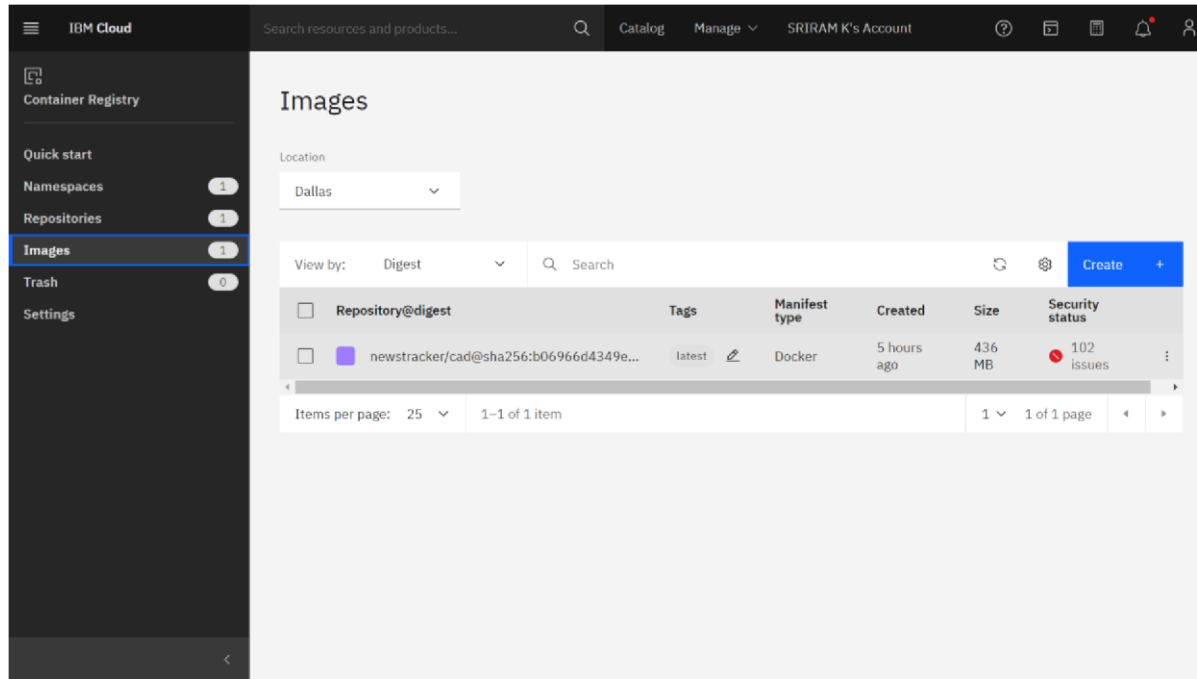 IBM Cloud
Search resources and products...
Catalog
Manage
SRIRAM K's Account
Container Registry
Quick start
Namespaces 1
Repositories 1
Images 1
Trash 0
Settings
Images
Location
Dallas
View by: Digest
Search
Create +
Repository@digest
Tags
Manifest type
Created
Size
Security status
newstracker/cad@sha256:b06966d4349e...
latest
Docker
5 hours ago
436 MB
102 issues
Items per page: 25
1–1 of 1 item
1
1 of 1 page